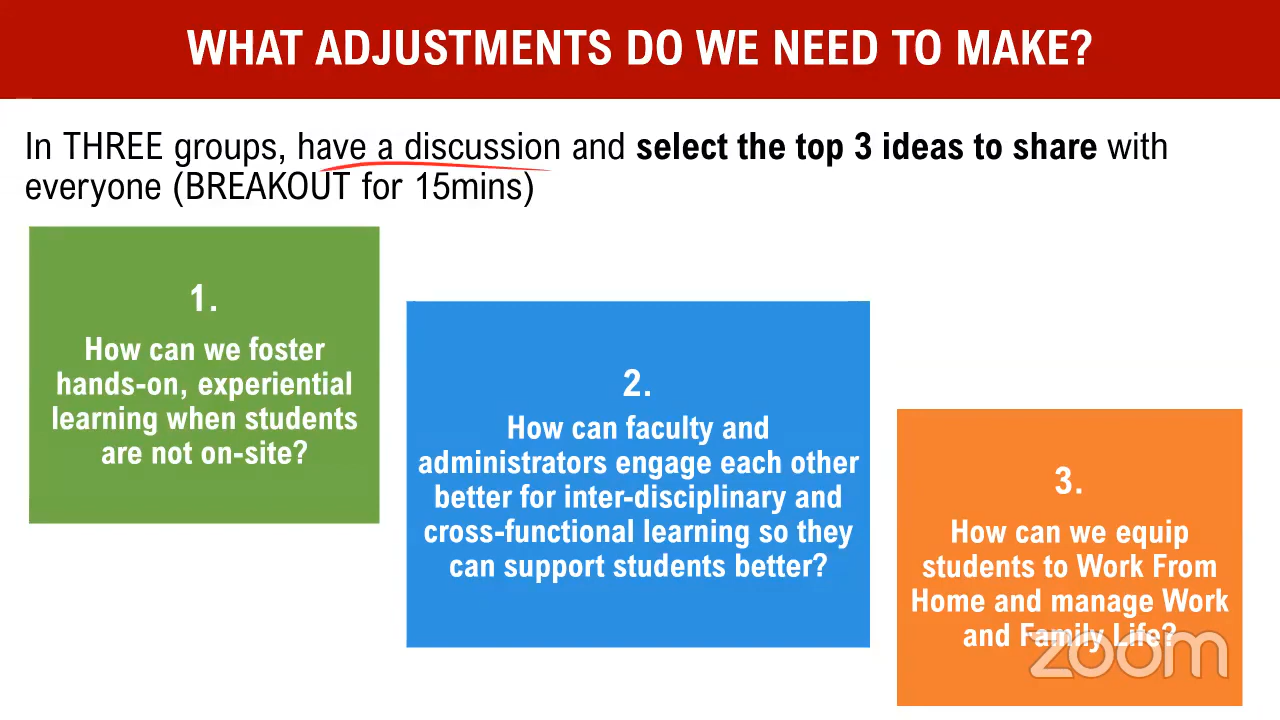 WHAT ADJUSTMENTS DO WE NEED TO MAKE?
In THREE groups, have a discussion and select the top 3 ideas to share with
everyone (BREAKOUT for 15mins)
1.
How can we foster
hands-on, experiential
learning when students
are not on-site?
2.
How can faculty and
administrators engage each other
better for inter-disciplinary and
cross-functional learning so they
can support students better?
3.
How can we equip
students to Work From
Home and manage Work
and Family Life?
zoom